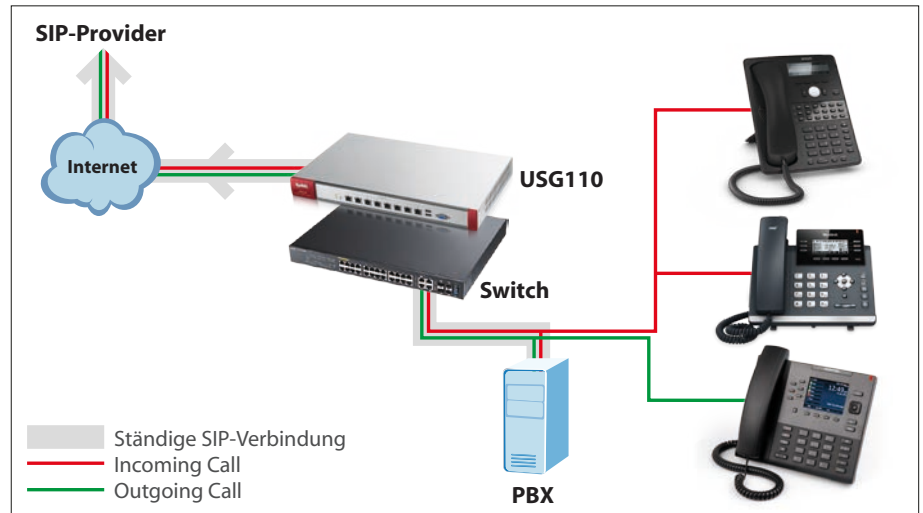 SIP-Provider
Internet
USG110
Switch
PBX
Ständige SIP-Verbindung
Incoming Call
Outgoing Call